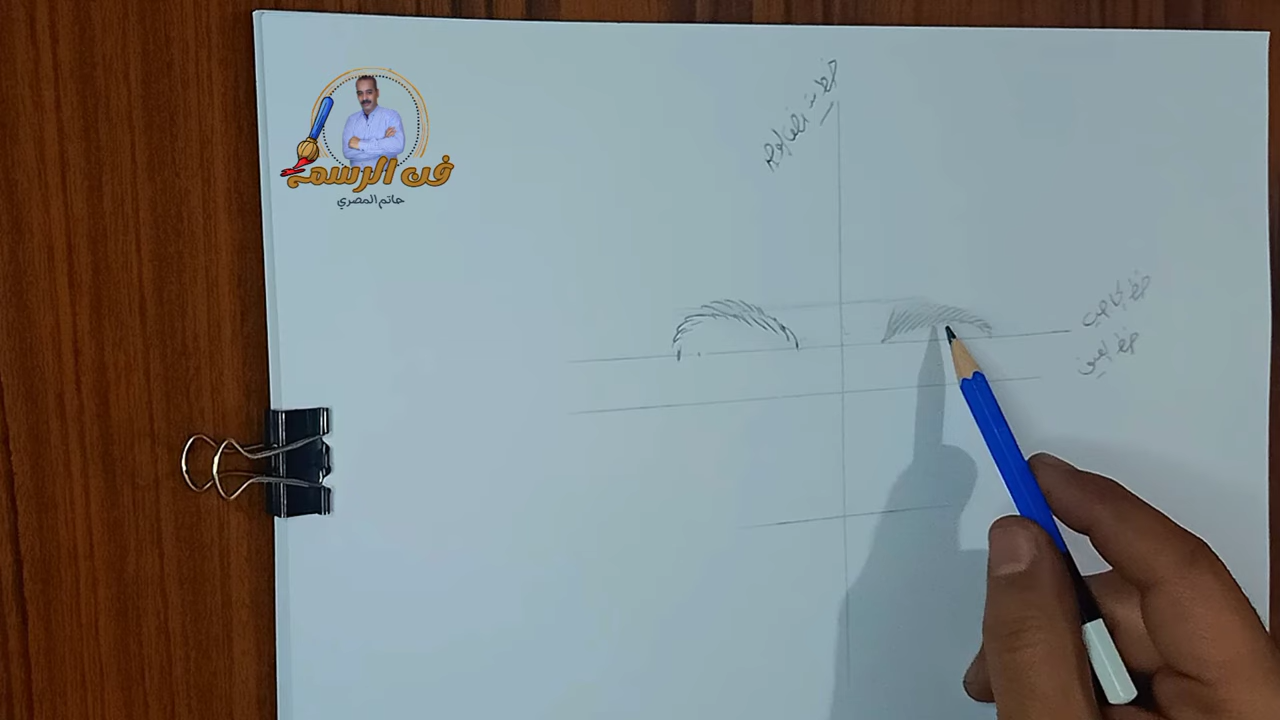 فن الرسم
حاتم المصري
خط منتصف الوجه
خط الحاجب
خط العين